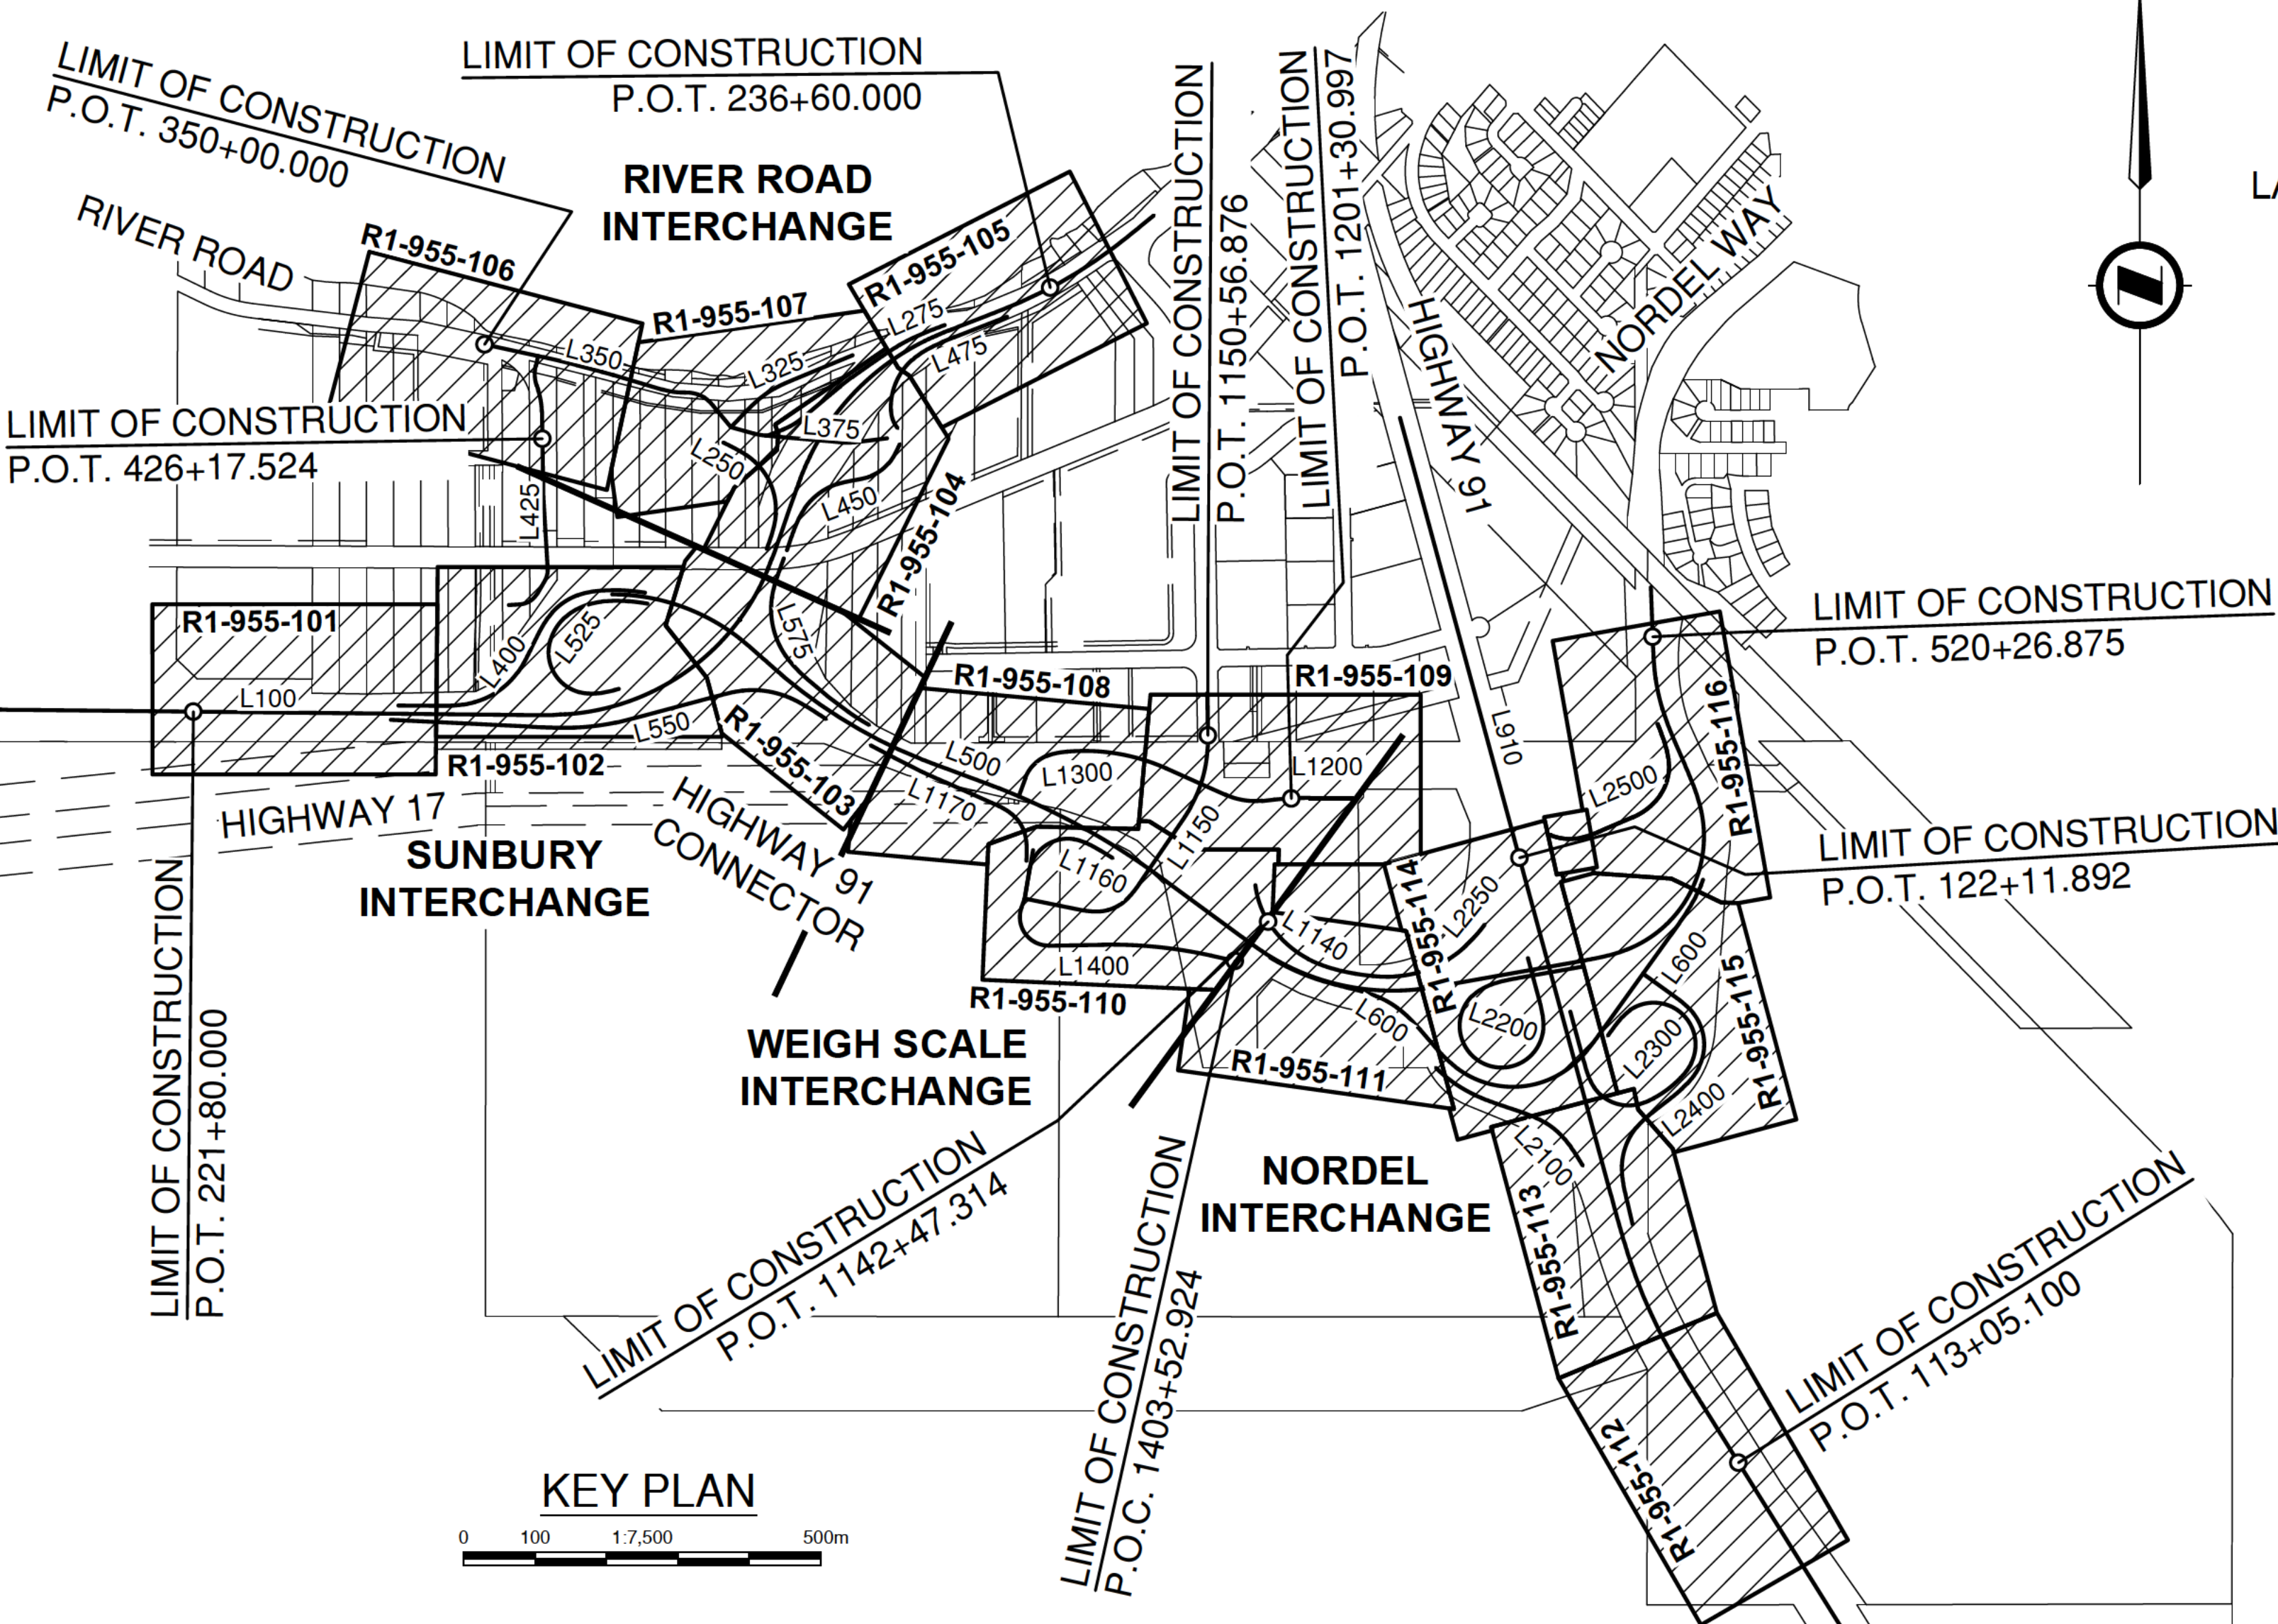 LIMIT OF CONSTRUCTION
P.O.T. 350+00.000
LIMIT OF CONSTRUCTION
P.O.T. 236+60.000
RIVER ROAD
INTERCHANGE
RIVER ROAD
R1-955-106
R1-955-107
R1-955-105
L275
L475
L350
L325
L375
L250
L450
LIMIT OF CONSTRUCTION
P.O.T. 426+17.524
L425
R1-955-104
LIMIT OF CONSTRUCTION
P.O.T. 1150+56.876
LIMIT OF CONSTRUCTION
P.O.T. 1201+30.997
HIGHWAY 91
NORDEL WAY
LA
LIMIT OF CONSTRUCTION
P.O.T. 520+26.875
R1-955-101
L100
L400
L525
L575
L550
R1-955-102
R1-955-103
R1-955-108
R1-955-109
L500
L1300
L1200
L1170
L1150
L1160
L910
L2500
R1-955-116
HIGHWAY 17
SUNBURY
INTERCHANGE
HIGHWAY 91
CONNECTOR
LIMIT OF CONSTRUCTION
P.O.T. 122+11.892
LIMIT OF CONSTRUCTION
P.O.T. 221+80.000
L1140
R1-955-114
L2250
L1400
R1-955-110
L600
L600
L2200
L2300
R1-955-115
L2400
R1-955-111
WEIGH SCALE
INTERCHANGE
L2100
R1-955-113
NORDEL
INTERCHANGE
LIMIT OF CONSTRUCTION
P.O.T. 1142+47.314
LIMIT OF CONSTRUCTION
P.O.C. 1403+52.924
LIMIT OF CONSTRUCTION
P.O.T. 113+05.100
R1-955-112
KEY PLAN
0 100 1:7,500 500m